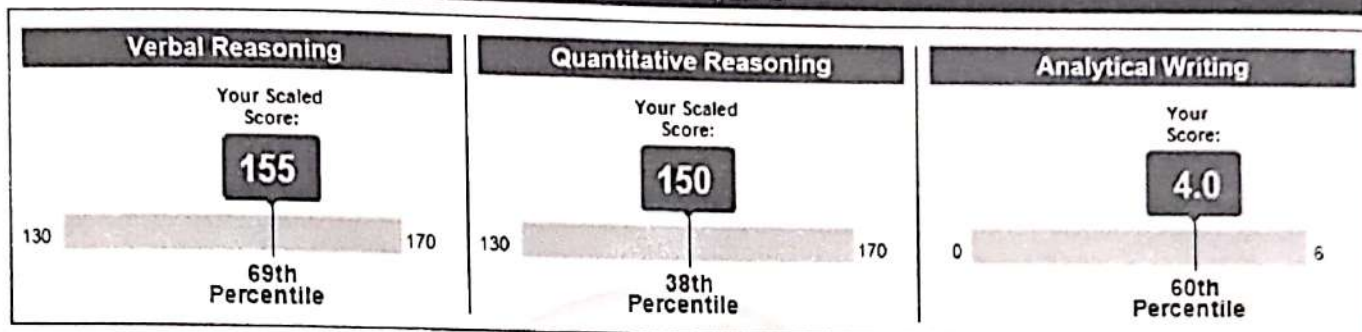 Verbal Reasoning
Your Scaled
Score:
155
130
170
69th
Percentile
Quantitative Reasoning
Your Scaled
Score:
150
130
170
38th
Percentile
Analytical Writing
Your
Score:
4.0
0
6
60th
Percentile